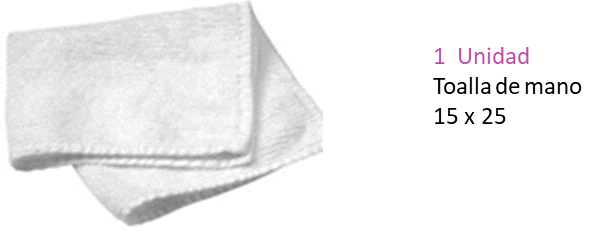 1 Unidad
Toalla de mano
15 x 25